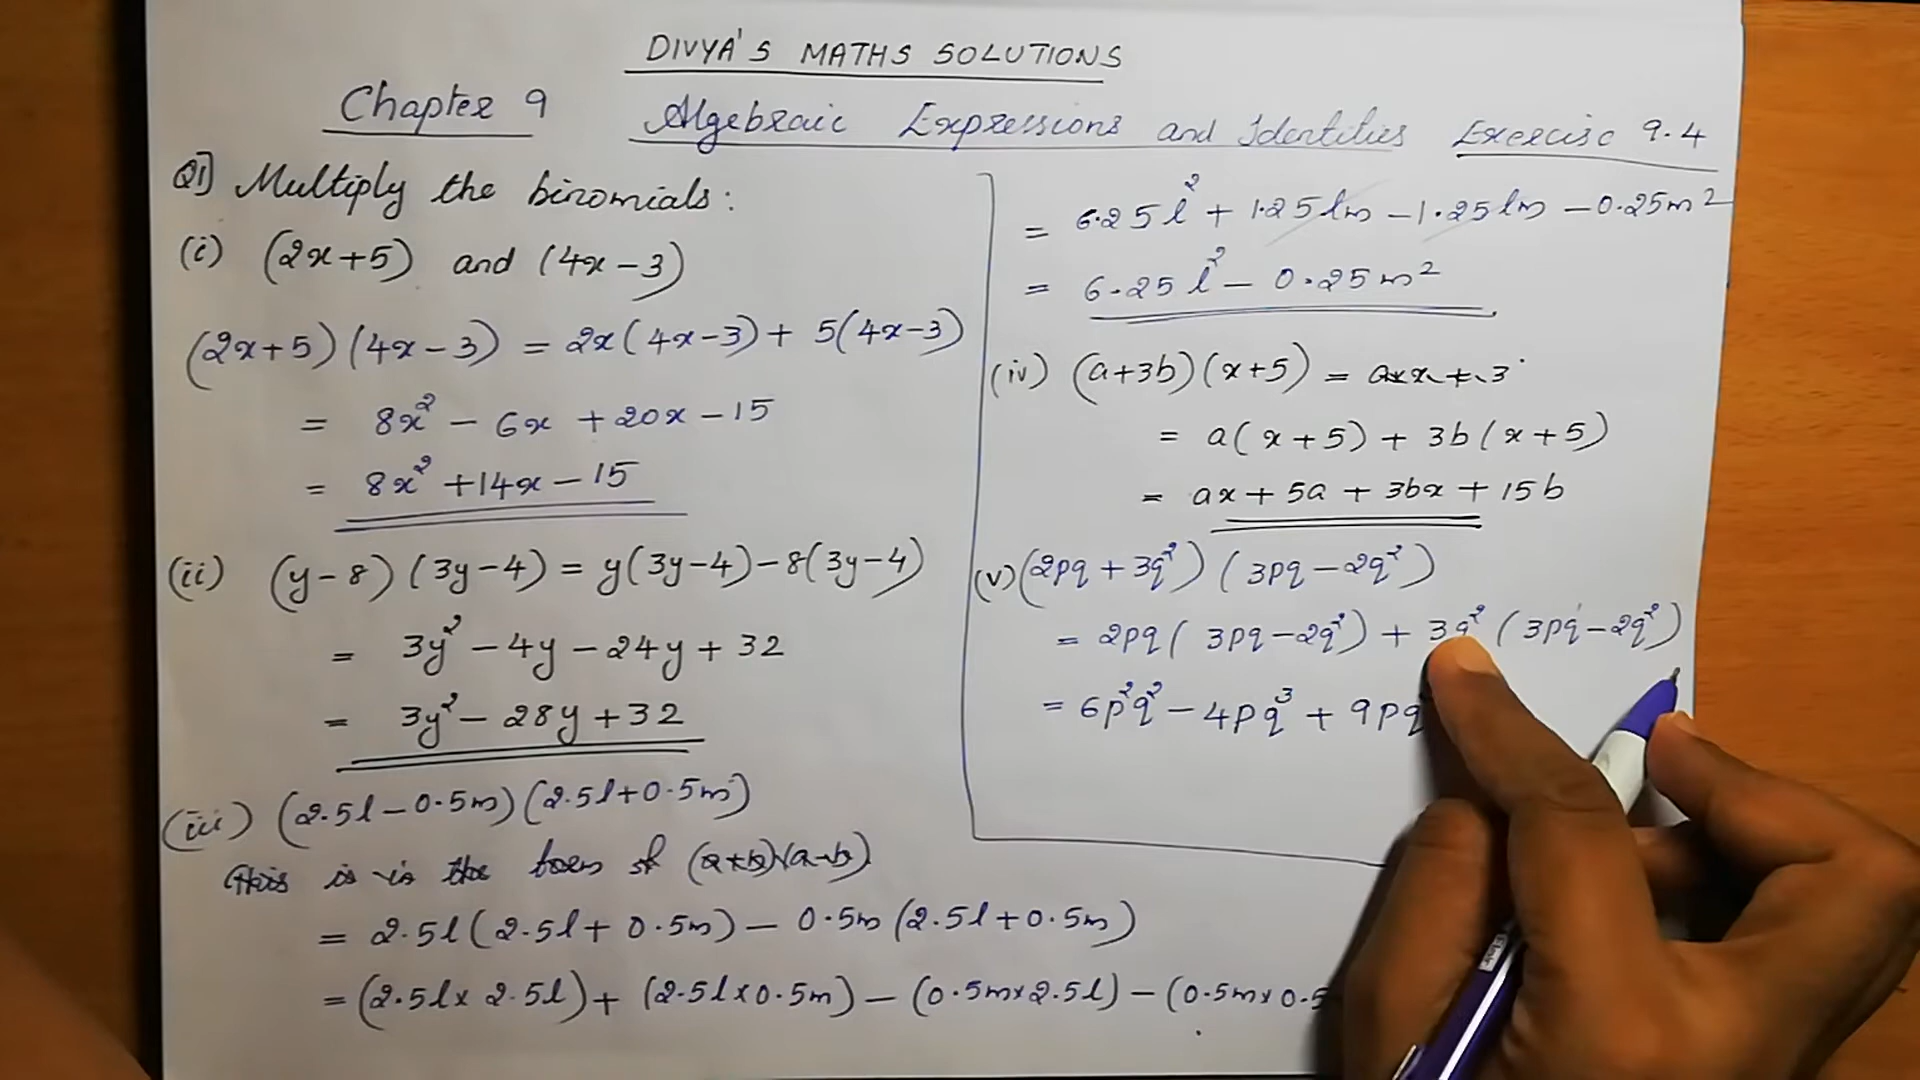 DIVYA'S MATHS SOLUTIONS
Chapter 9 Algebraic Expressions and Identities Exercise 9.4
Q1] Multiply the binomials:
(i) (2x+5) and (4x-3)
(2x+5)(4x-3) = 2x(4x-3) + 5(4x-3)
= 8x² - 6x + 20x - 15
= 8x² + 14x - 15
(ii) (y-8)(3y-4) = y(3y-4) - 8(3y-4)
= 3y² - 4y - 24y + 32
= 3y² - 28y + 32
(iii) (2.5l - 0.5m)(2.5l + 0.5m)
This is is the form of (a+b)(a-b)
= 2.5l(2.5l + 0.5m) - 0.5m(2.5l + 0.5m)
= (2.5l x 2.5l) + (2.5l x 0.5m) - (0.5m x 2.5l) - (0.5m x 0.5
= 6.25l² + 1.25lm - 1.25lm - 0.25m²
= 6.25l² - 0.25m²
(iv) (a+3b)(x+5) = a x x + 3
= a(x+5) + 3b(x+5)
= ax + 5a + 3bx + 15b
(v) (2pq + 3q²)(3pq - 2q²)
= 2pq(3pq - 2q²) + 3q²(3pq - 2q²)
= 6p²q² - 4pq³ + 9pq